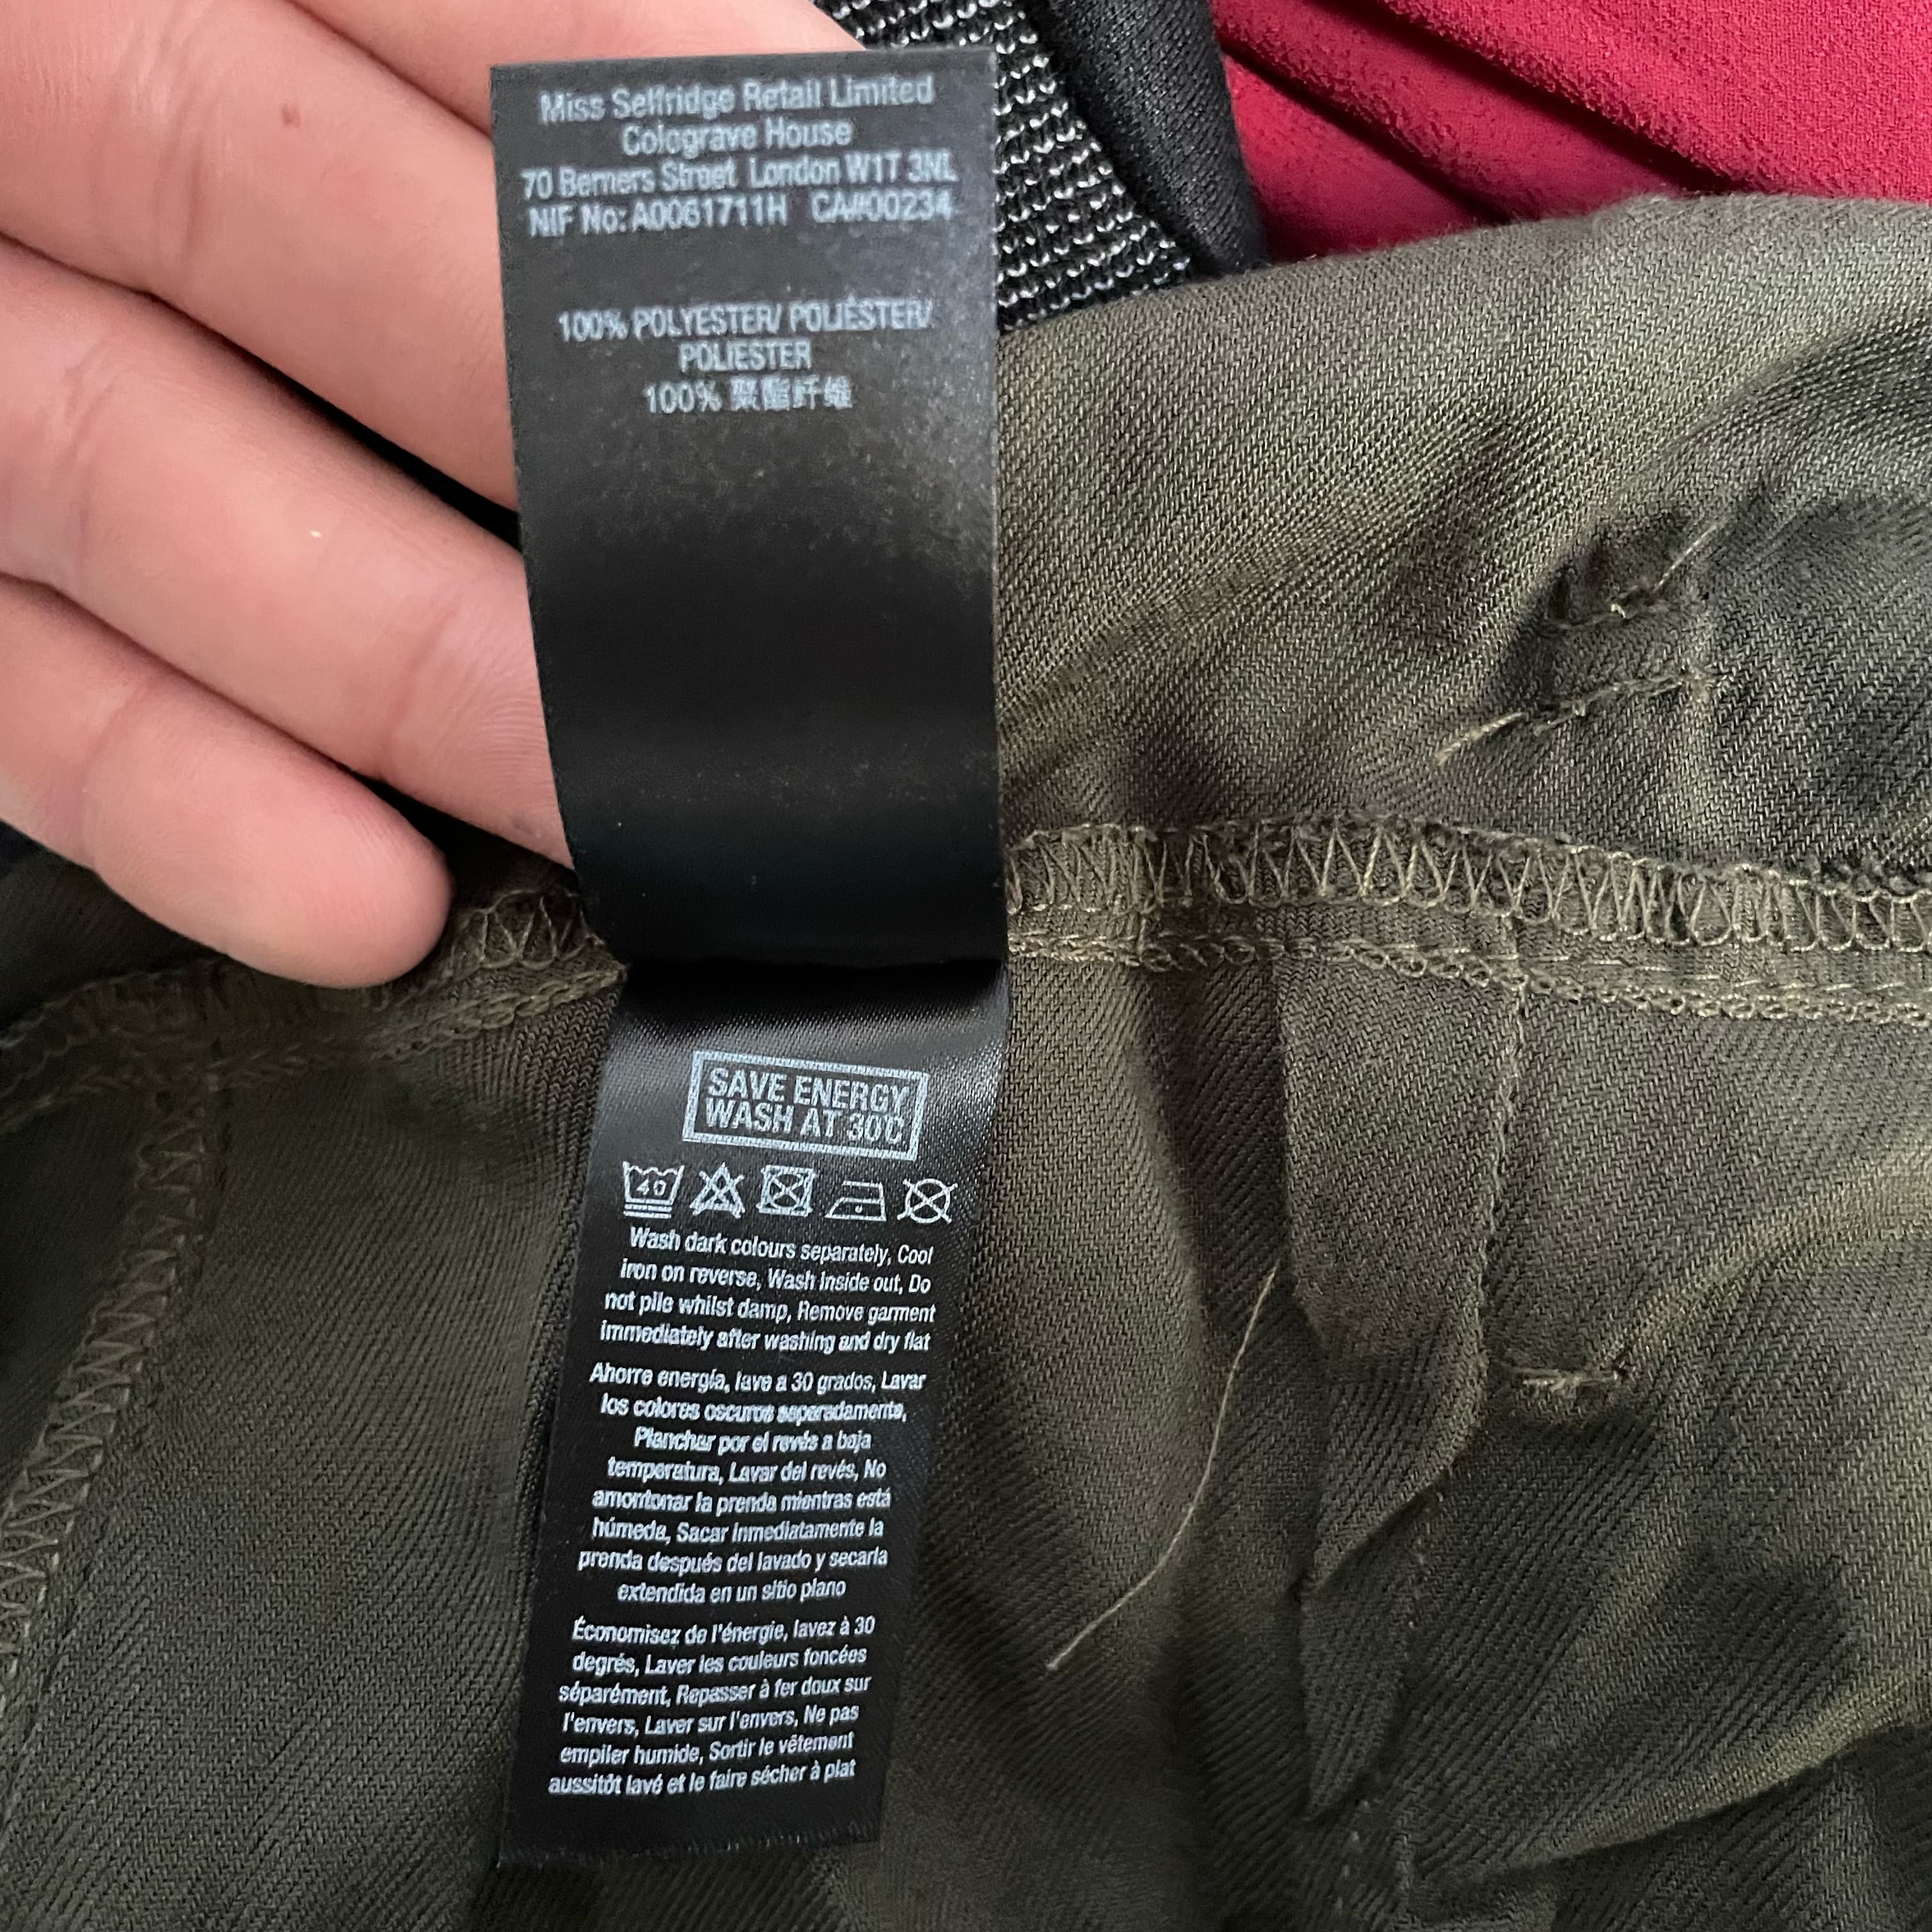 Miss Selfridge Retail Limited
Colegrave House
70 Berners Street London W1T 3NL
NIF No: A0061711H CA#00234
100% POLYESTER/ POLIÉSTER/
POLIESTER
100% 聚酯纤维
SAVE ENERGY
WASH AT 30C
40
Wash dark colours separately, Cool
iron on reverse, Wash Inside out, Do
not pile whilst damp, Remove garment
immediately after washing and dry flat
Ahorre energía, lave a 30 grados, Lavar
los colores oscuros separadamente,
Planchar por el revés a baja
temperatura, Lavar del revés, No
amontonar la prenda mientras está
húmeda, Sacar inmediatamente la
prenda después del lavado y secarla
extendida en un sitio plano
Économisez de l'énergie, lavez à 30
degrés, Laver les couleurs foncées
séparément, Repasser à fer doux sur
l'envers, Laver sur l'envers, Ne pas
empiler humide, Sortir le vêtement
aussitôt lavé et le faire sécher à plat